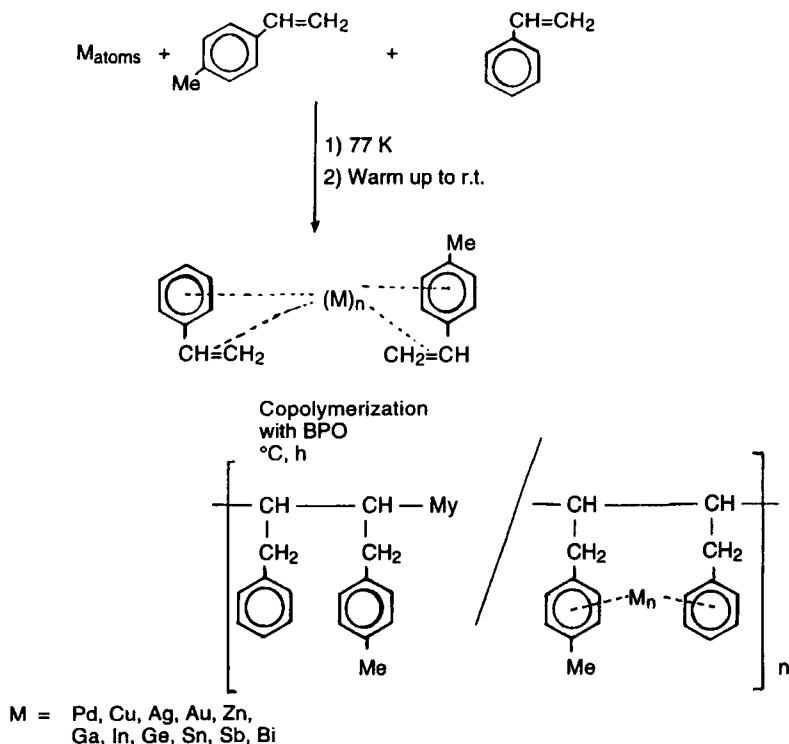 CH=CH₂ CH=CH₂
Matoms + +
Me
1) 77 K
2) Warm up to r.t.
Me
(M)n
CH=CH₂ CH₂=CH
Copolymerization
with BPO
°C, h
CH CH — My CH CH
CH₂ CH₂ CH₂ CH₂
Mn
Me Me n
M = Pd, Cu, Ag, Au, Zn,
Ga, In, Ge, Sn, Sb, Bi